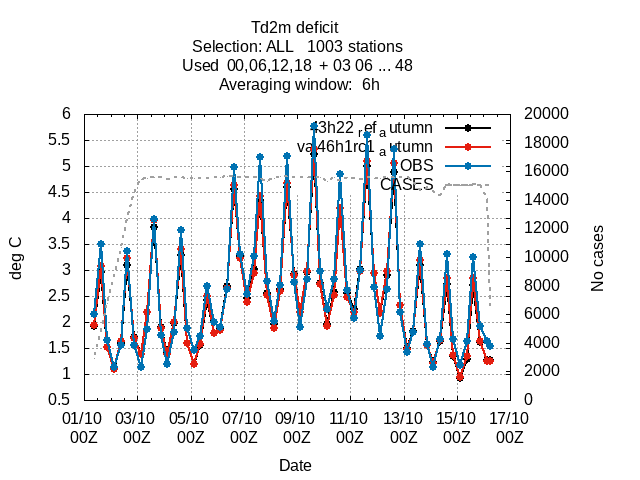 Td2m deficit
Selection: ALL 1003 stations
Used 00,06,12,18 + 03 06 ... 48
Averaging window: 6h
43h22_ref_autumn
var46h1rc1_autumn
OBS
CASES
deg C
6
5.5
5
4.5
4
3.5
3
2.5
2
1.5
1
0.5
20000
18000
16000
14000
12000
10000
8000
6000
4000
2000
0
No cases
01/10 03/10 05/10 07/10 09/10 11/10 13/10 15/10 17/10
00Z 00Z 00Z 00Z 00Z 00Z 00Z 00Z 00Z
Date